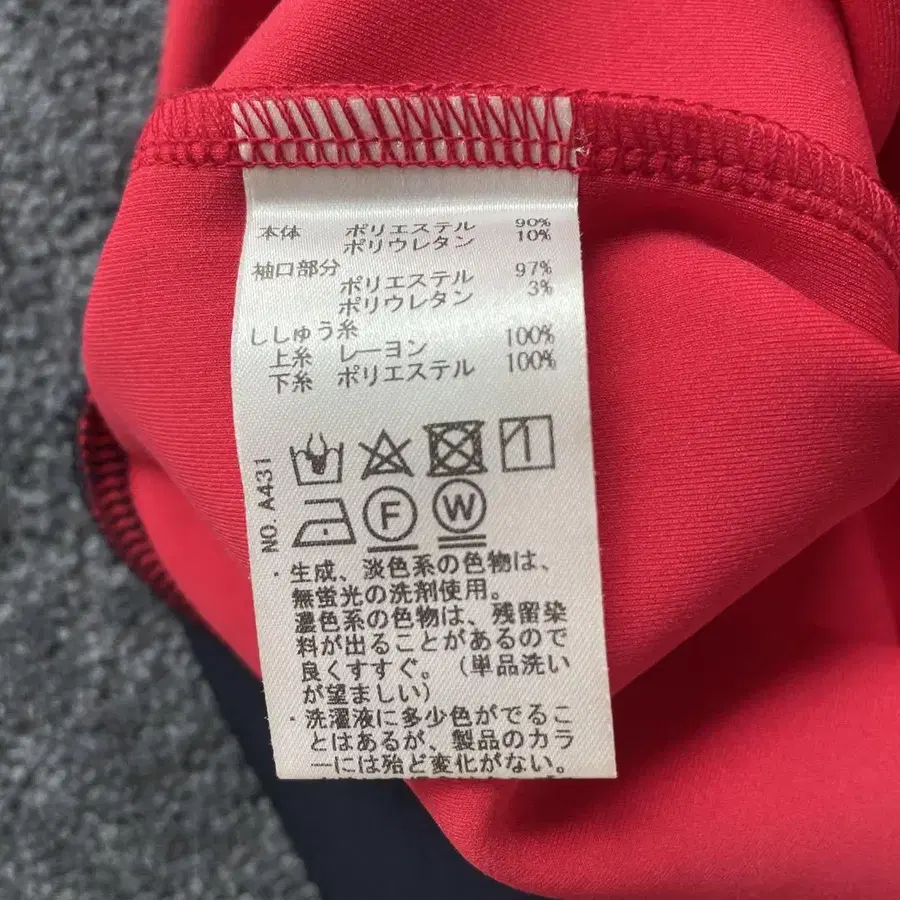 本体 ポリエステル 90%
ポリウレタン 10%
袖口部分
ポリエステル 97%
ポリウレタン 3%
ししゅう糸
上糸 レーヨン 100%
下糸 ポリエステル 100%
NO. A431
F W
・生成、淡色系の色物は、
無蛍光の洗剤使用。
濃色系の色物は、残留染
料が出ることがあるので
良くすすぐ。（単品洗い
が望ましい）
・洗濯液に多少色がでるこ
とはあるが、製品のカラ
ーには殆ど変化がない。